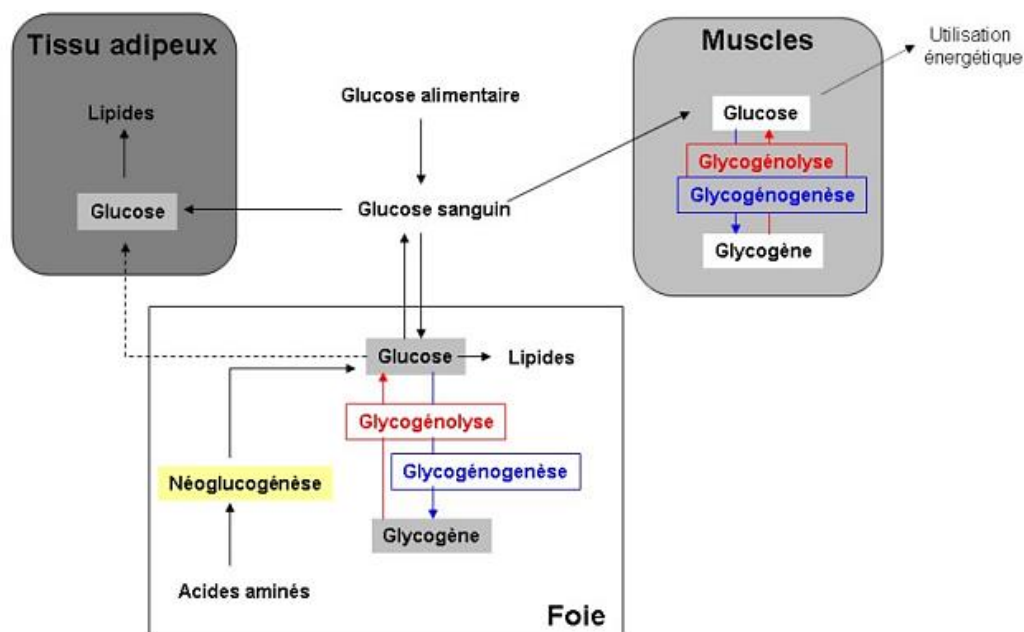 Tissu adipeux
Lipides
Glucose
Glucose alimentaire
Glucose sanguin
Muscles
Utilisation
énergétique
Glucose
Glycogénolyse
Glycogénogenèse
Glycogène
Glucose
Lipides
Glycogénolyse
Glycogénogenèse
Néoglucogénèse
Glycogène
Acides aminés
Foie